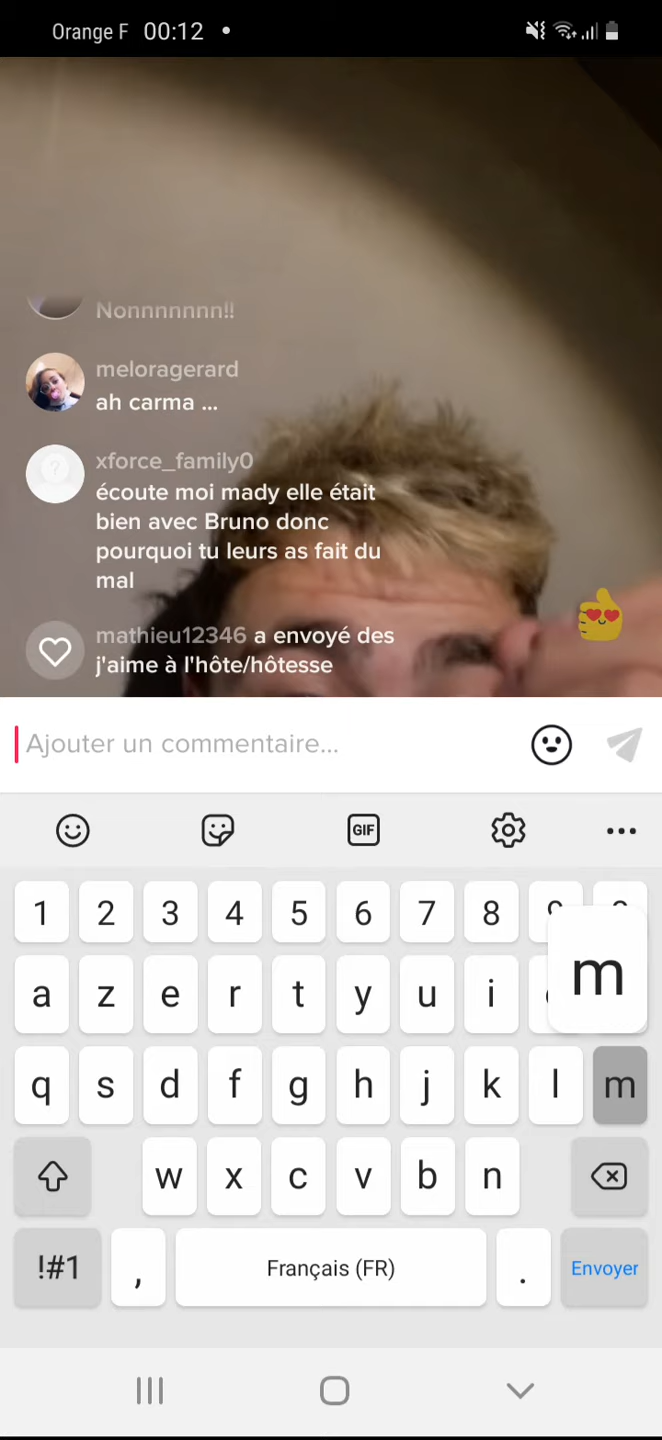 Orange F 00:12
Nonnnnnnn!!
meloragerard
ah carma ...
xforce_family0
écoute moi mady elle était
bien avec Bruno donc
pourquoi tu leurs as fait du
mal
mathieu12346 a envoyé des
j'aime à l'hôte/hôtesse
Ajouter un commentaire...
GIF
1 2 3 4 5 6 7 8
m
a z e r t y u i
q s d f g h j k l m
w x c v b n
!#1 , Français (FR) . Envoyer